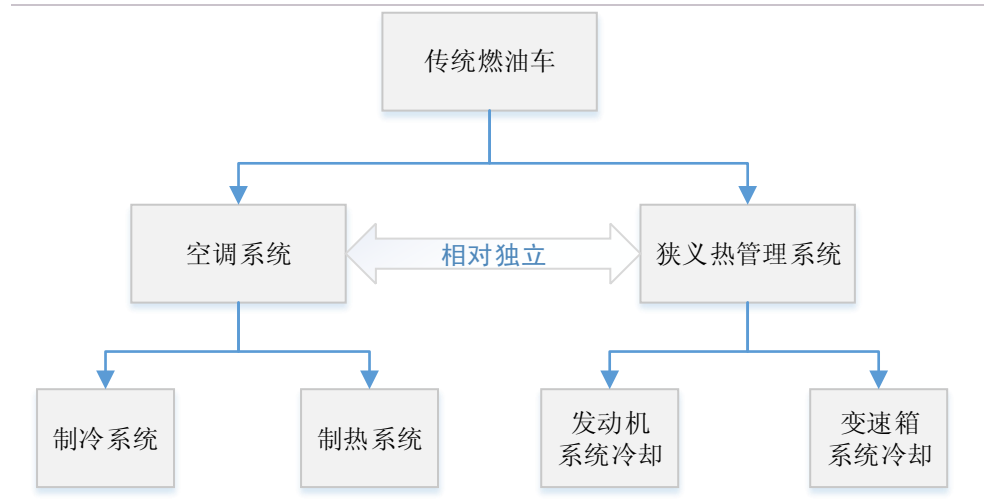 传统燃油车
空调系统
相对独立
狭义热管理系统
制冷系统
制热系统
发动机
系统冷却
变速箱
系统冷却